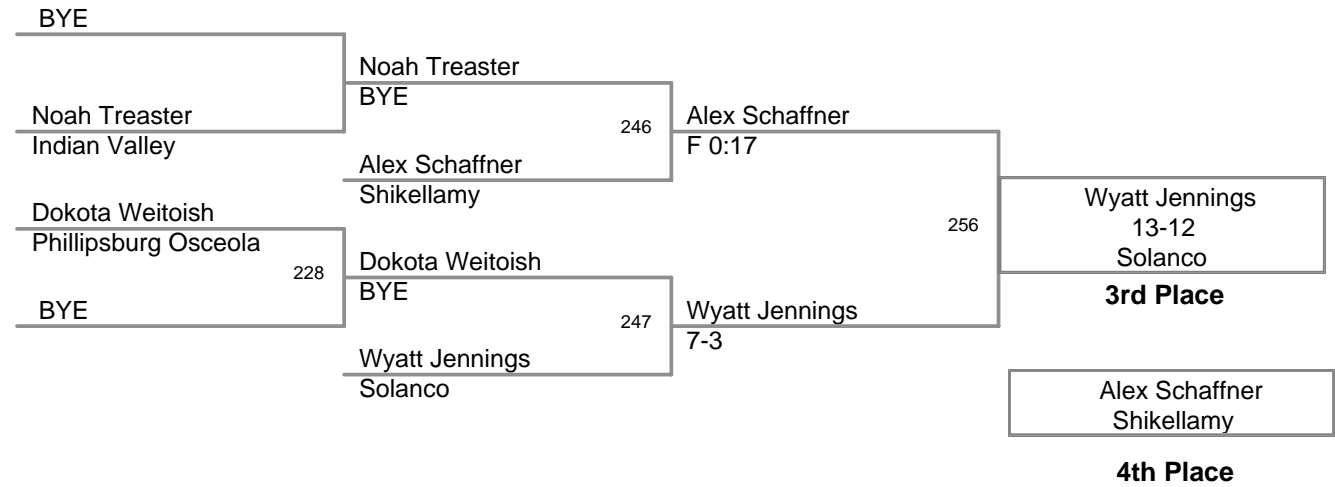 BYE
Noah Treaster
BYE
Noah Treaster
Indian Valley
246
Alex Schaffner
F 0:17
Alex Schaffner
Shikellamy
Dokota Weitoish
Phillipsburg Osceola
228
Dokota Weitoish
BYE
BYE
247
Wyatt Jennings
7-3
Wyatt Jennings
Solanco
256
Wyatt Jennings
13-12
Solanco
3rd Place
Alex Schaffner
Shikellamy
4th Place